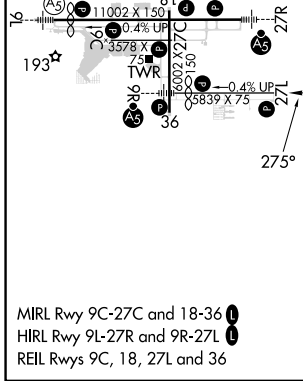 9L
A5
11002 X 150
P
27R
P
0.4% UP
9C
3578 X
27C
A5
193
75
TWR
6002 X 150
P
0.4% UP
9R
5839 X 75
27L
A5
P
36
275°
MIRL Rwy 9C-27C and 18-36 L
HIRL Rwy 9L-27R and 9R-27L L
REIL Rwys 9C, 18, 27L and 36